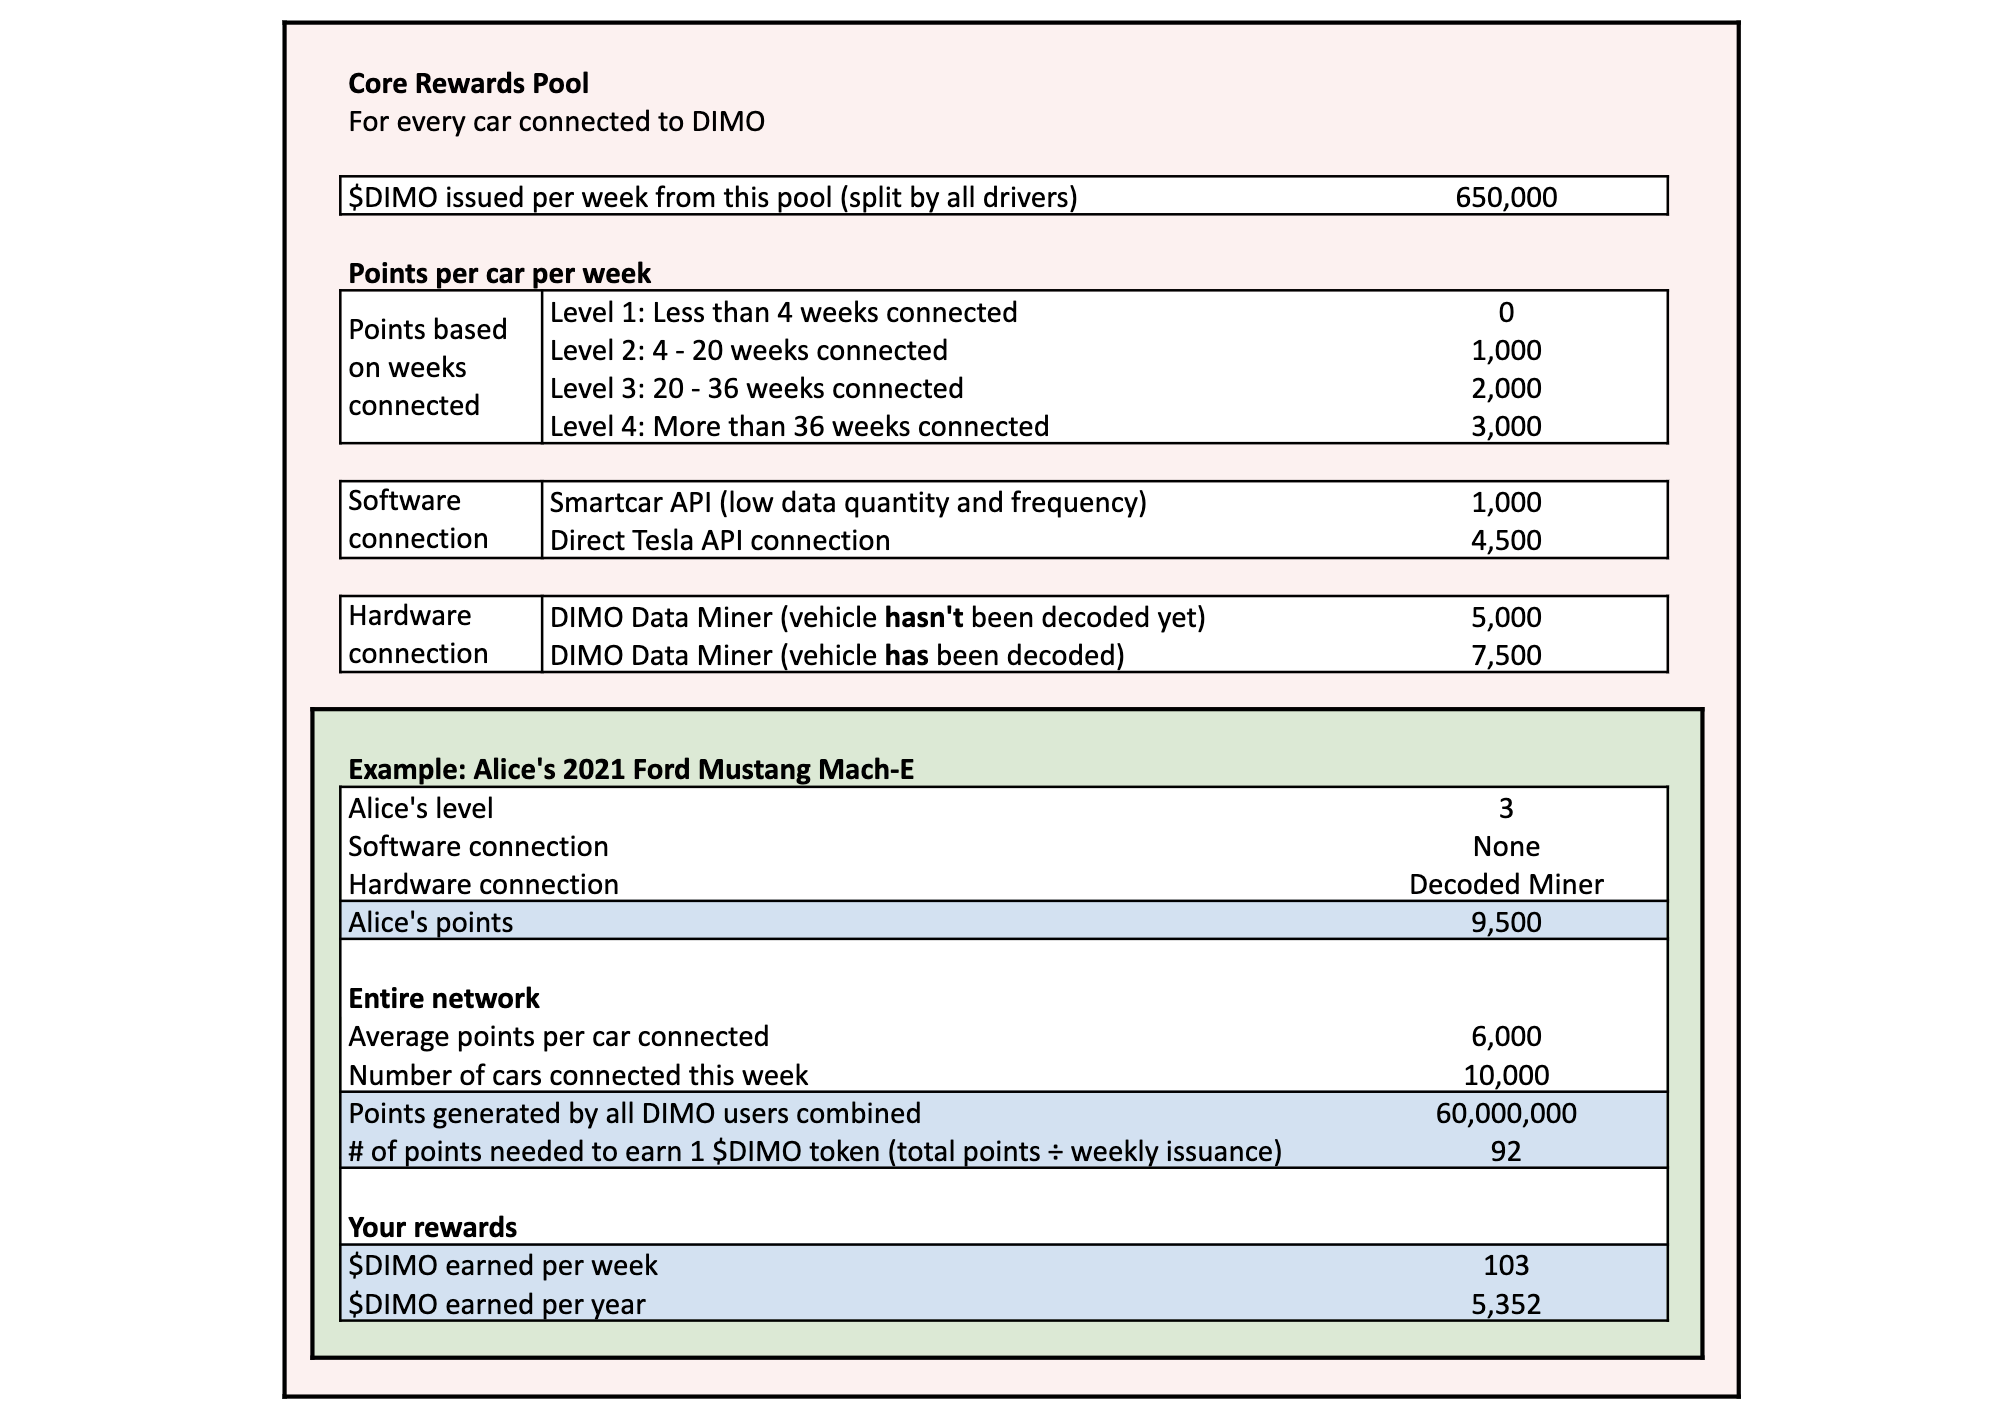 Core Rewards Pool
For every car connected to DIMO
$DIMO issued per week from this pool (split by all drivers) 650,000
Points per car per week
Points based on weeks connected
Level 1: Less than 4 weeks connected 0
Level 2: 4 - 20 weeks connected 1,000
Level 3: 20 - 36 weeks connected 2,000
Level 4: More than 36 weeks connected 3,000
Software connection
Smartcar API (low data quantity and frequency) 1,000
Direct Tesla API connection 4,500
Hardware connection
DIMO Data Miner (vehicle hasn't been decoded yet) 5,000
DIMO Data Miner (vehicle has been decoded) 7,500
Example: Alice's 2021 Ford Mustang Mach-E
Alice's level 3
Software connection None
Hardware connection Decoded Miner
Alice's points 9,500
Entire network
Average points per car connected 6,000
Number of cars connected this week 10,000
Points generated by all DIMO users combined 60,000,000
# of points needed to earn 1 $DIMO token (total points ÷ weekly issuance) 92
Your rewards
$DIMO earned per week 103
$DIMO earned per year 5,352